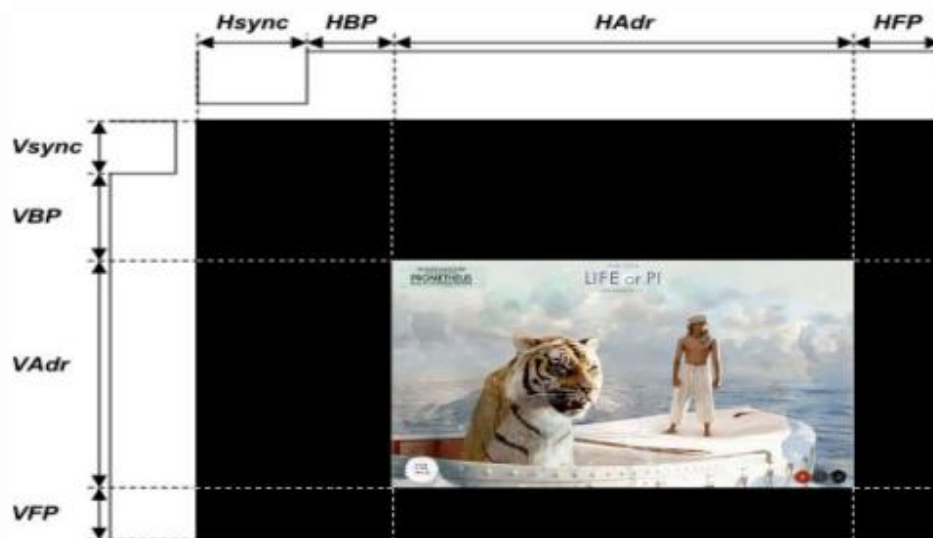 Hsync HBP HAdr HFP
Vsync
VBP
PROMETHEUS
LIFE OF PI
VAdr
VFP